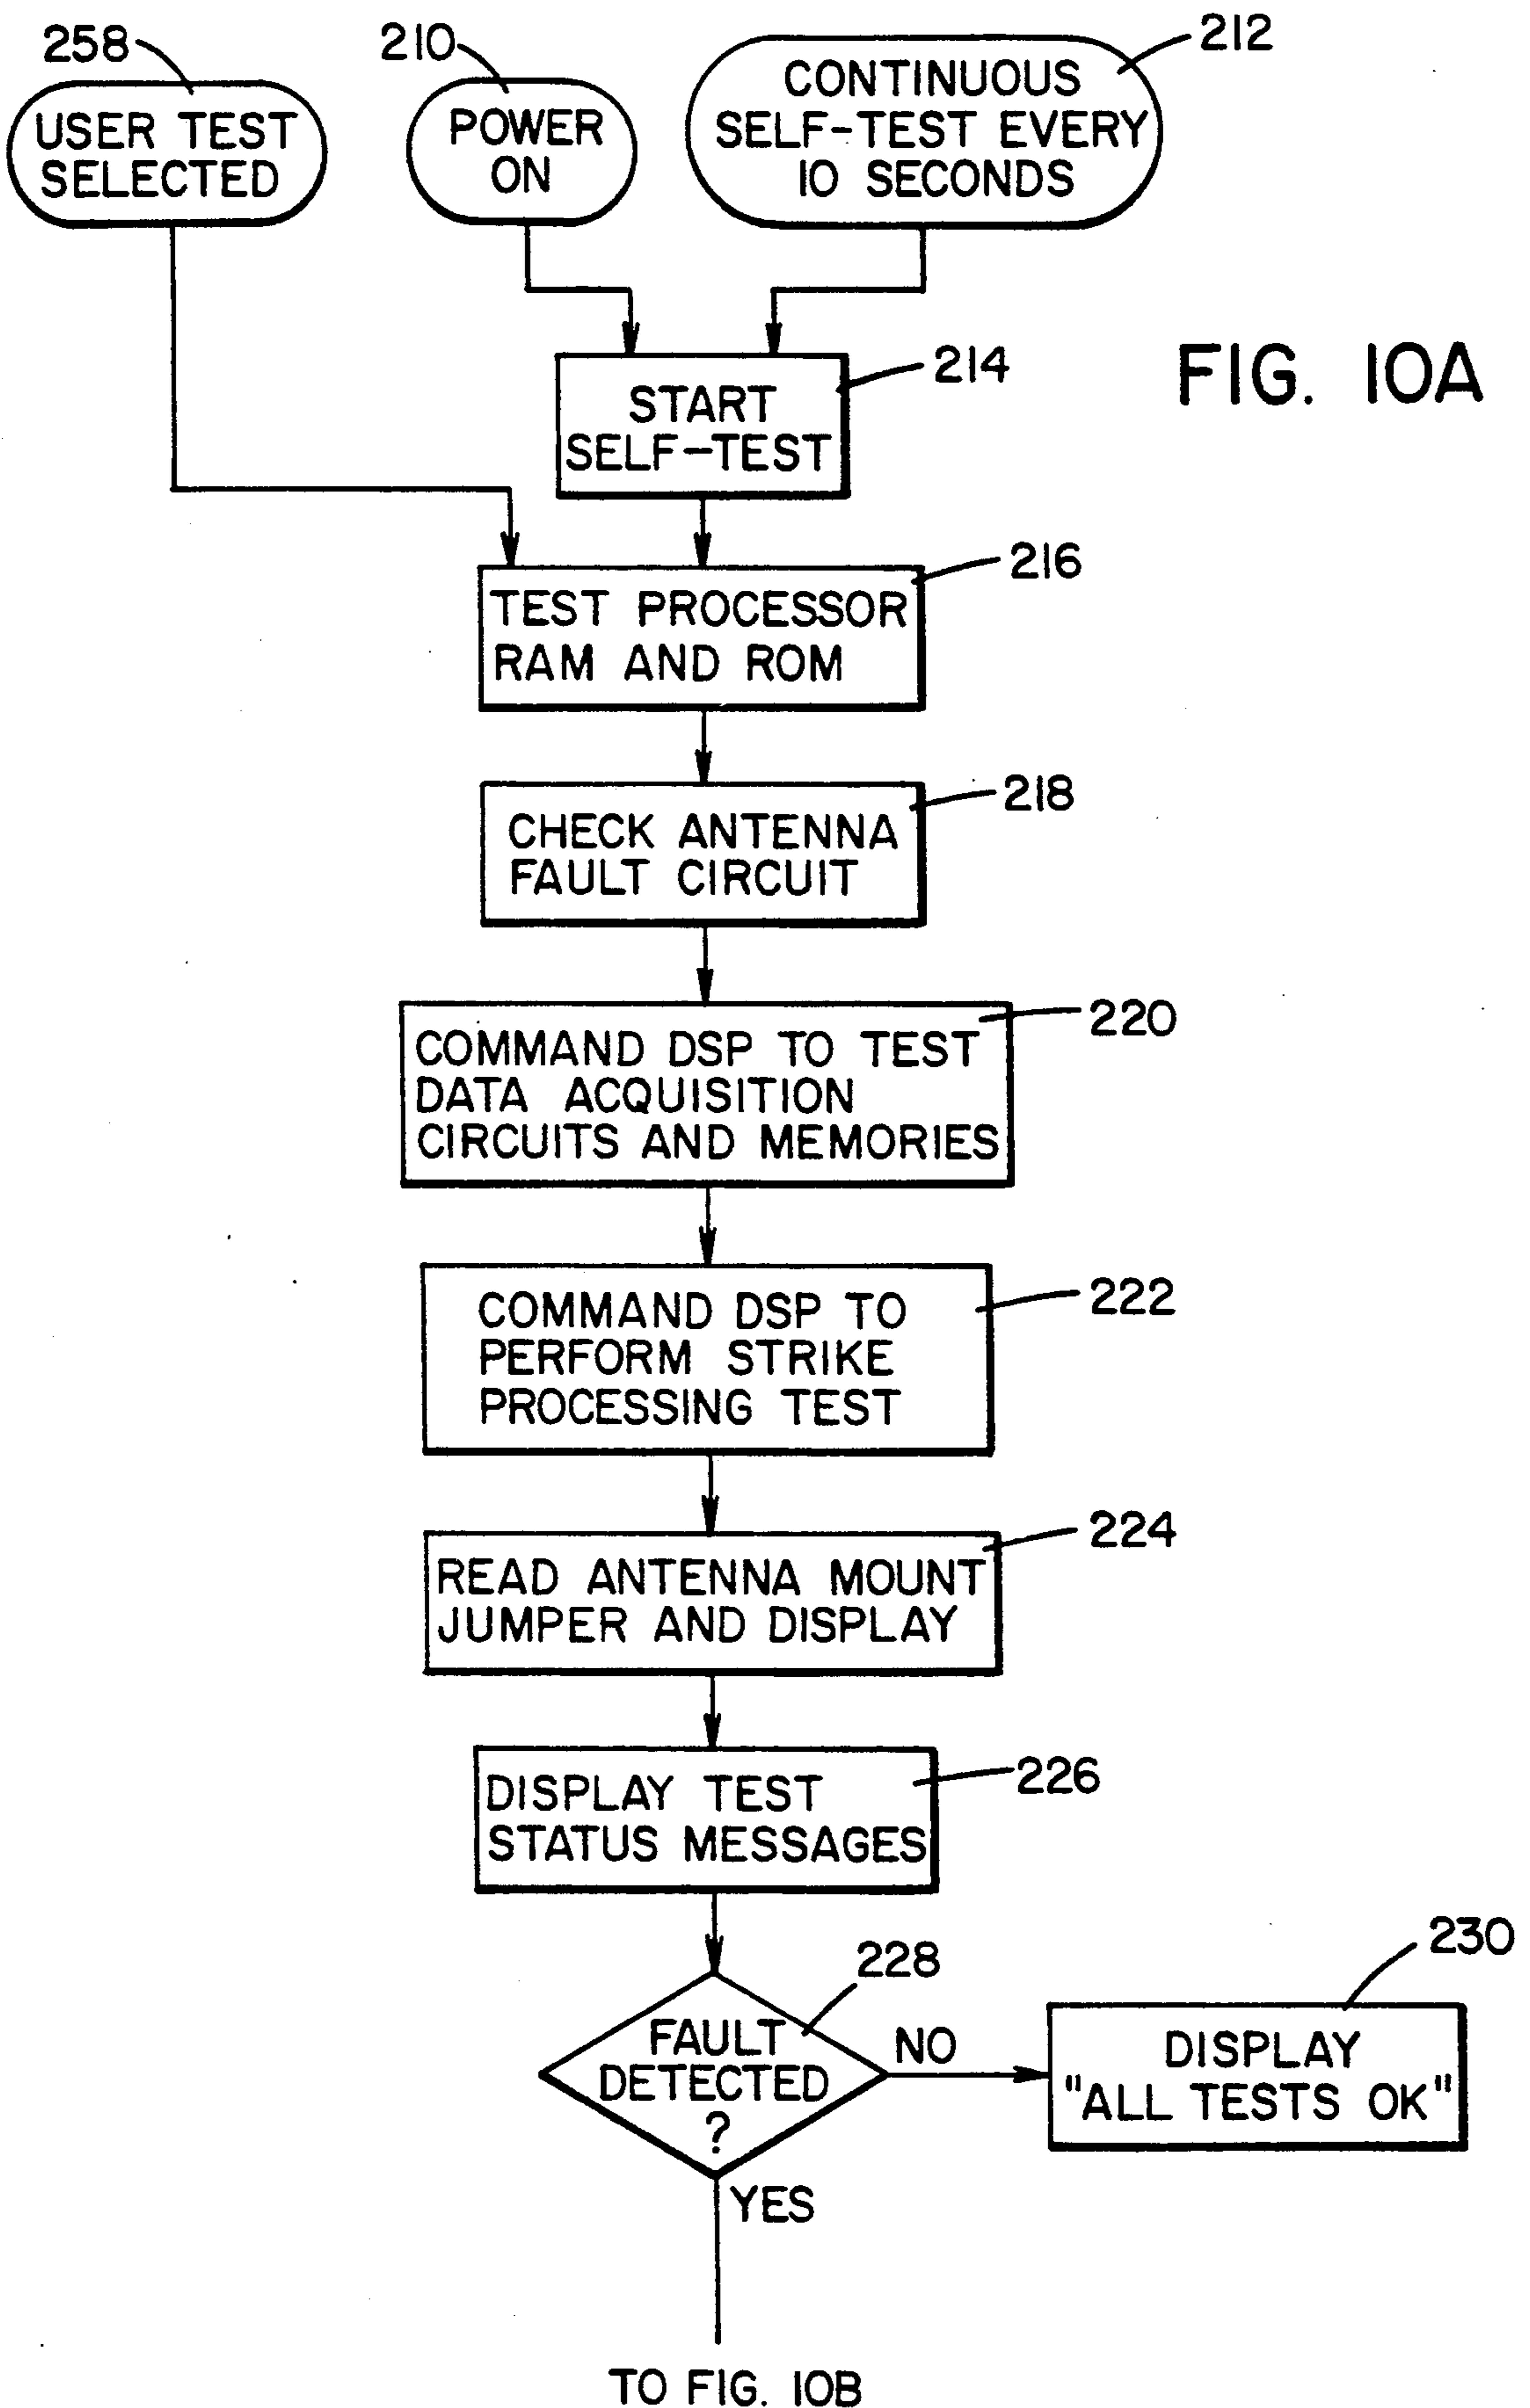 258
USER TEST
SELECTED
210
POWER
ON
212
CONTINUOUS
SELF-TEST EVERY
10 SECONDS
FIG. 10A
214
START
SELF-TEST
216
TEST PROCESSOR
RAM AND ROM
218
CHECK ANTENNA
FAULT CIRCUIT
220
COMMAND DSP TO TEST
DATA ACQUISITION
CIRCUITS AND MEMORIES
222
COMMAND DSP TO
PERFORM STRIKE
PROCESSING TEST
224
READ ANTENNA MOUNT
JUMPER AND DISPLAY
226
DISPLAY TEST
STATUS MESSAGES
228
FAULT
DETECTED
?
NO
230
DISPLAY
"ALL TESTS OK"
YES
TO FIG. 10B